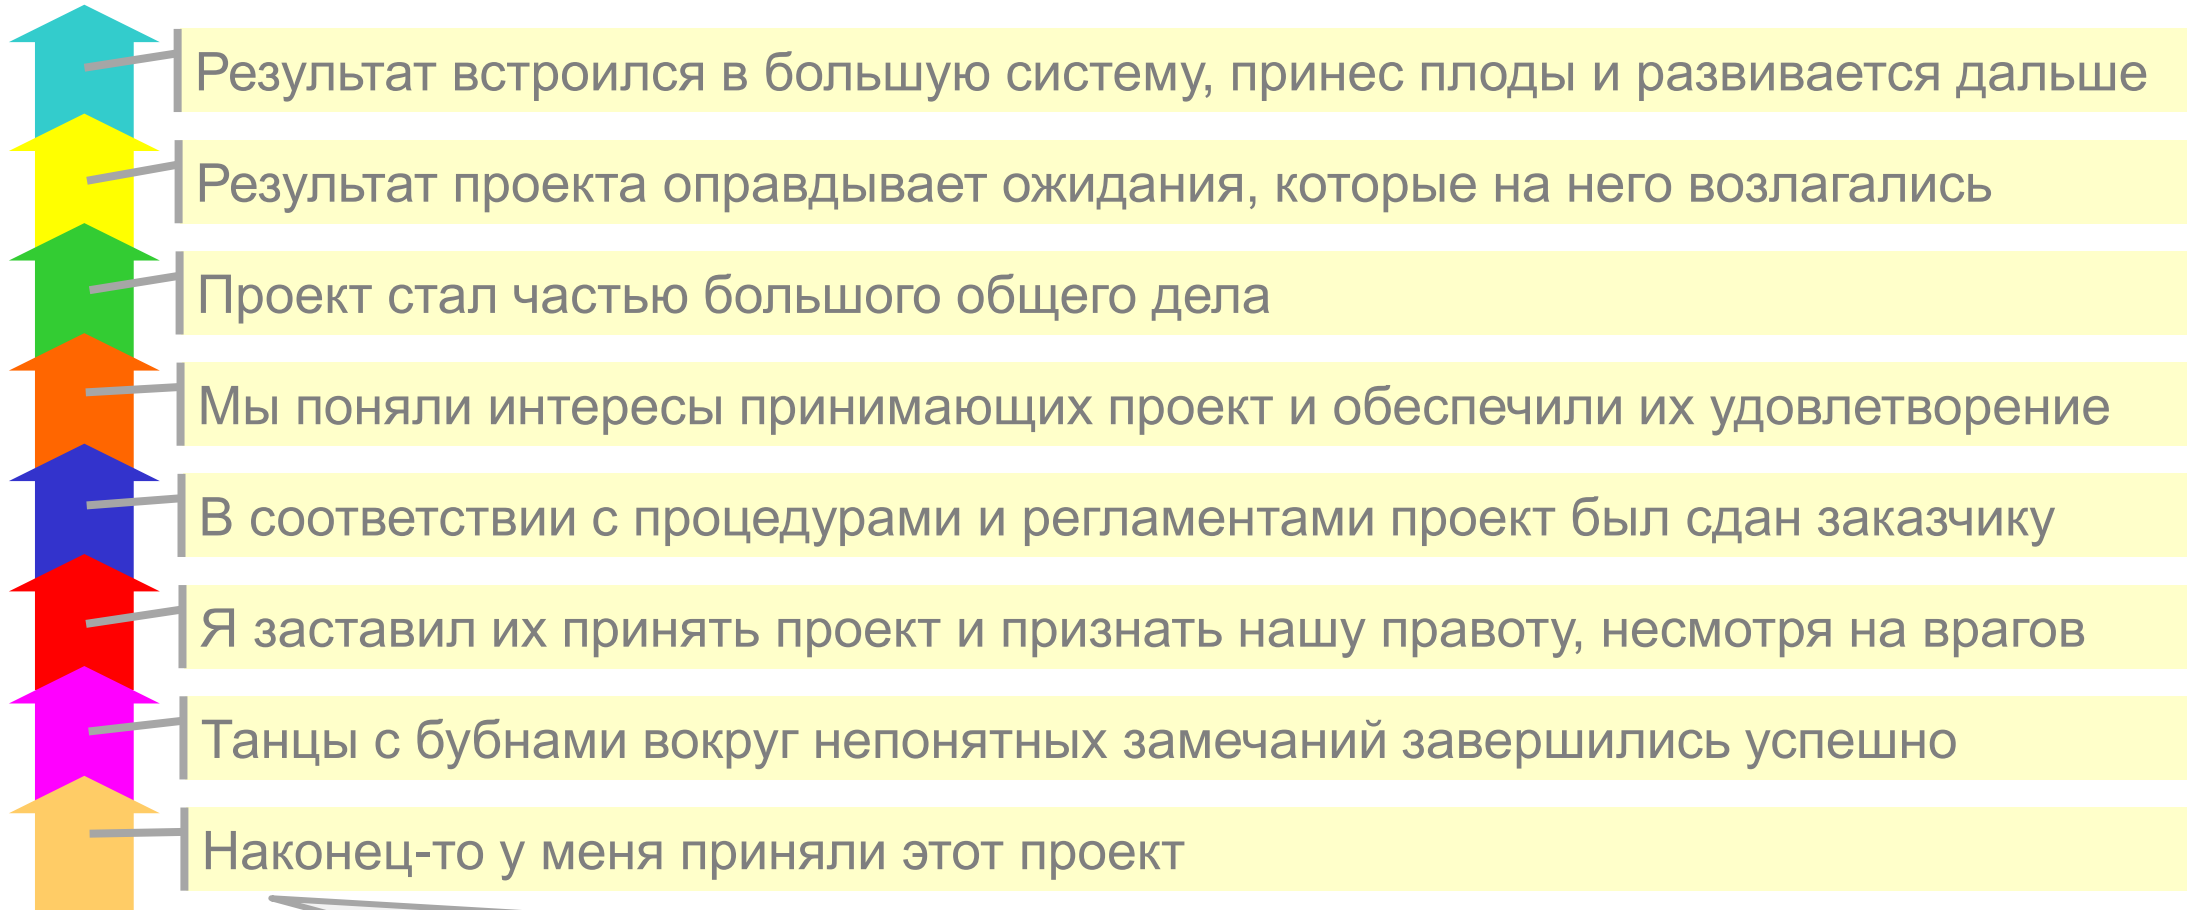 Результат встроился в большую систему, принес плоды и развивается дальше
Результат проекта оправдывает ожидания, которые на него возлагались
Проект стал частью большого общего дела
Мы поняли интересы принимающих проект и обеспечили их удовлетворение
В соответствии с процедурами и регламентами проект был сдан заказчику
Я заставил их принять проект и признать нашу правоту, несмотря на врагов
Танцы с бубнами вокруг непонятных замечаний завершились успешно
Наконец-то у меня приняли этот проект